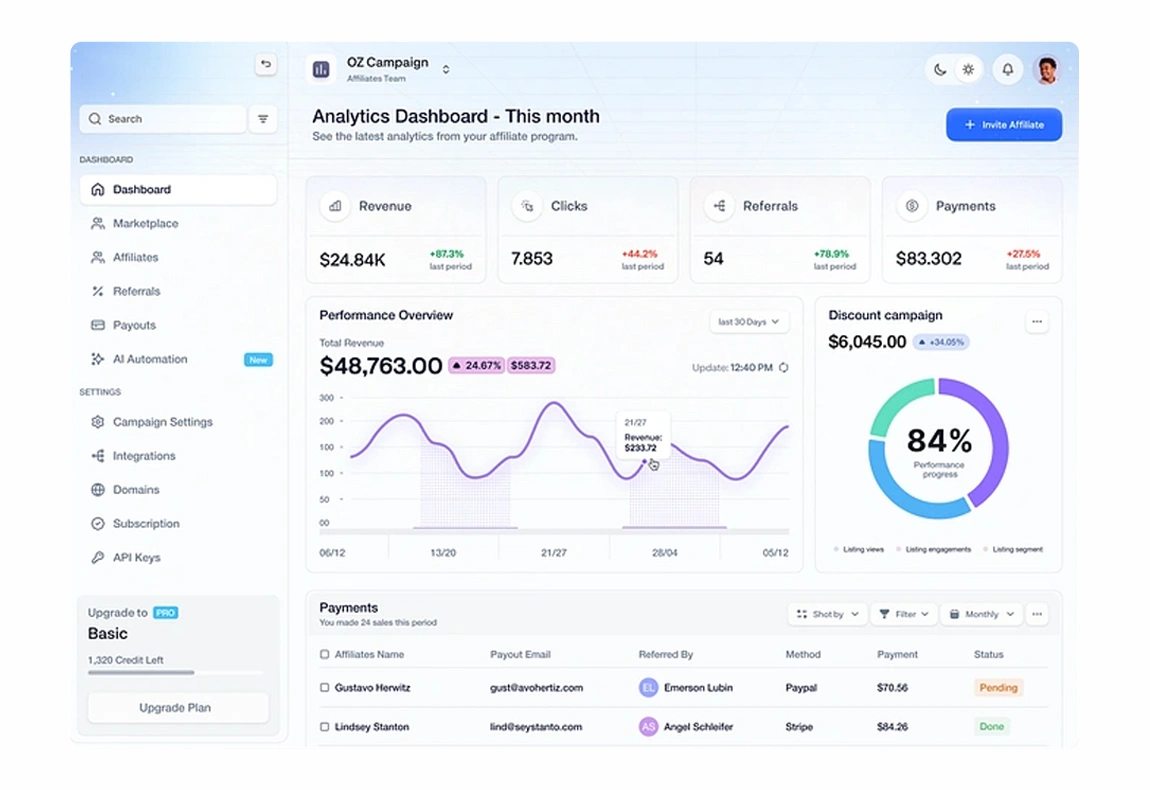 OZ Campaign
Affiliates Team
Search
DASHBOARD
Dashboard
Marketplace
Affiliates
Referrals
Payouts
AI Automation New
SETTINGS
Campaign Settings
Integrations
Domains
Subscription
API Keys
Upgrade to PRO
Basic
1,320 Credit Left
Upgrade Plan
Analytics Dashboard - This month
See the latest analytics from your affiliate program.
Invite Affiliate
Revenue
$24.84K
+87.3%
last period
Clicks
7.853
+44.2%
last period
Referrals
54
+78.9%
last period
Payments
$83.302
+27.5%
last period
Performance Overview
last 30 Days
Total Revenue
$48,763.00 24.67% $583.72
Update: 12:40 PM
300
200
100
100
50
00
21/27
Revenue:
$233.72
06/12 13/20 21/27 28/04 05/12
Discount campaign
$6,045.00 +34.05%
84%
Performance
progress
Listing views Listing engagements Listing segment
Payments
You made 24 sales this period
Shot by Filter Monthly
Affiliates Name Payout Email Referred By Method Payment Status
Gustavo Herwitz gust@avohertiz.com EL Emerson Lubin Paypal $70.56 Pending
Lindsey Stanton lind@seystanto.com AS Angel Schleifer Stripe $84.26 Done